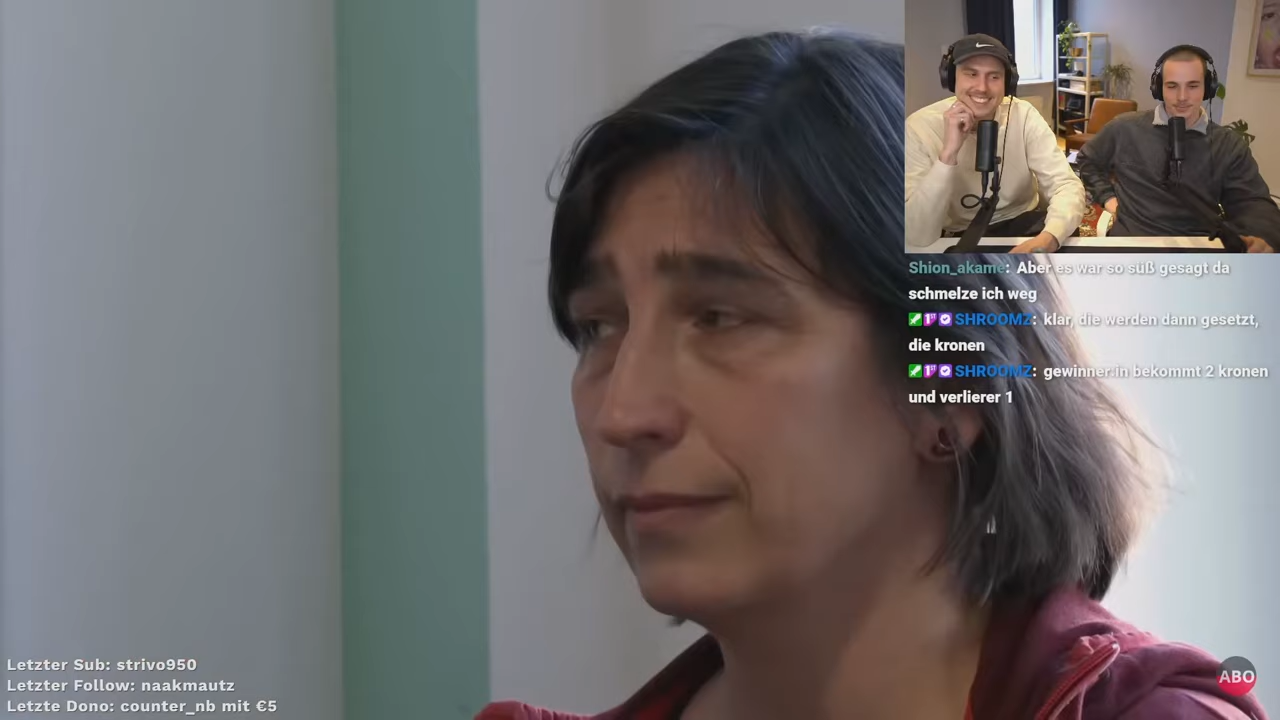 Shion_akame: Aber es war so süß gesagt da
schmelze ich weg
SHROOMZ: klar, die werden dann gesetzt,
die kronen
SHROOMZ: gewinner:in bekommt 2 kronen
und verlierer 1
Letzter Sub: strivo950
Letzter Follow: naakmautz
Letzte Dono: counter_nb mit €5
ABO